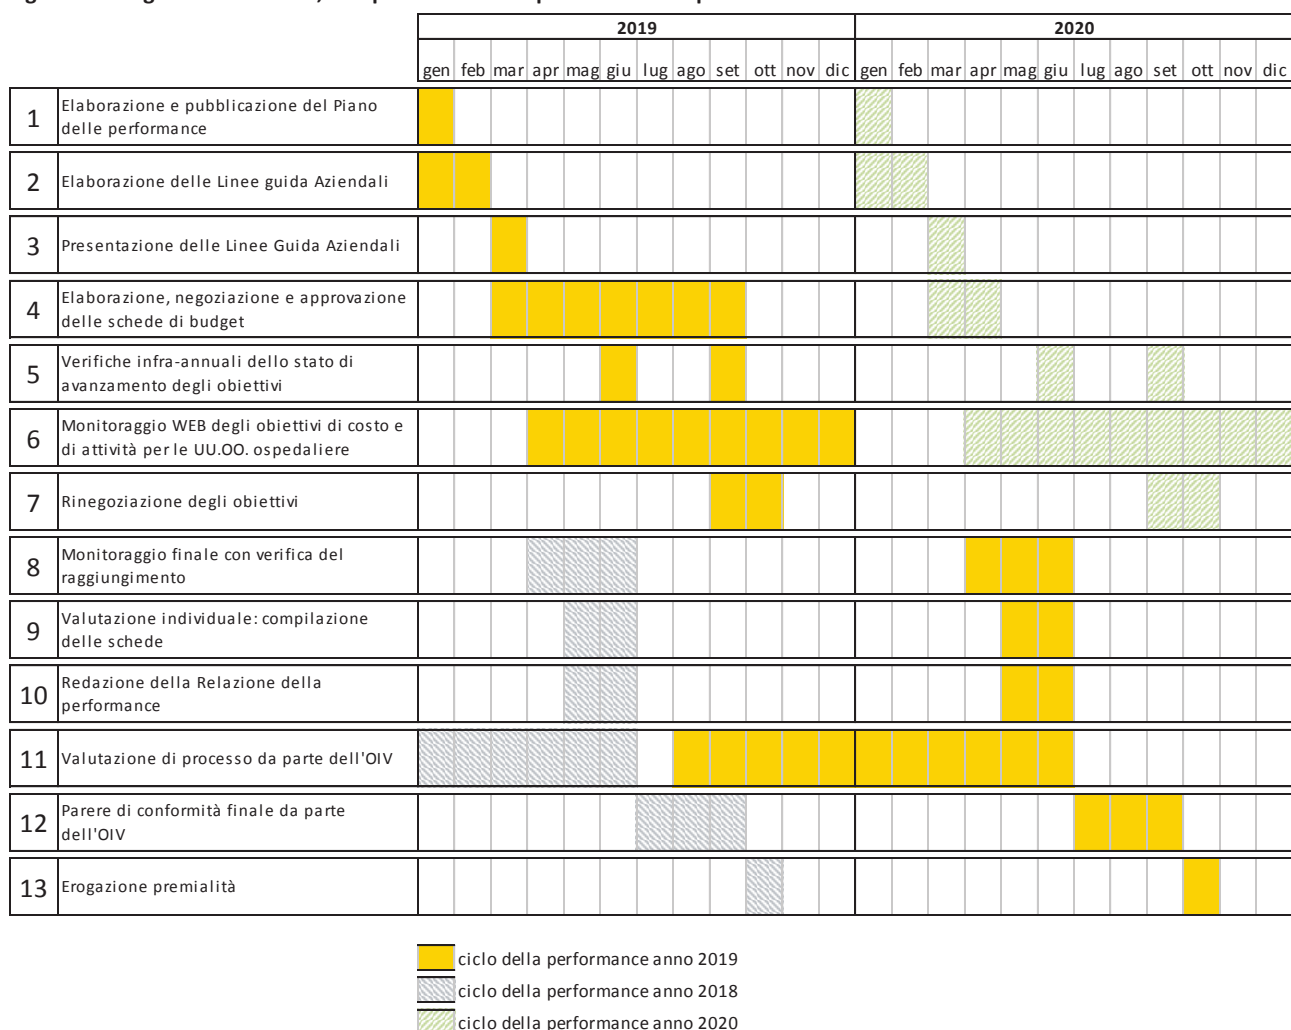 2019 2020
gen feb mar apr mag giu lug ago set ott nov dic gen feb mar apr mag giu lug ago set ott nov dic
1 Elaborazione e pubblicazione del Piano
delle performance
2 Elaborazione delle Linee guida Aziendali
3 Presentazione delle Linee Guida Aziendali
4 Elaborazione, negoziazione e approvazione
delle schede di budget
5 Verifiche infra-annuali dello stato di
avanzamento degli obiettivi
6 Monitoraggio WEB degli obiettivi di costo e
di attività per le UU.OO. ospedaliere
7 Rinegoziazione degli obiettivi
8 Monitoraggio finale con verifica del
raggiungimento
9 Valutazione individuale: compilazione
delle schede
10 Redazione della Relazione della
performance
11 Valutazione di processo da parte dell'OIV
12 Parere di conformità finale da parte
dell'OIV
13 Erogazione premialità
ciclo della performance anno 2019
ciclo della performance anno 2018
ciclo della performance anno 2020